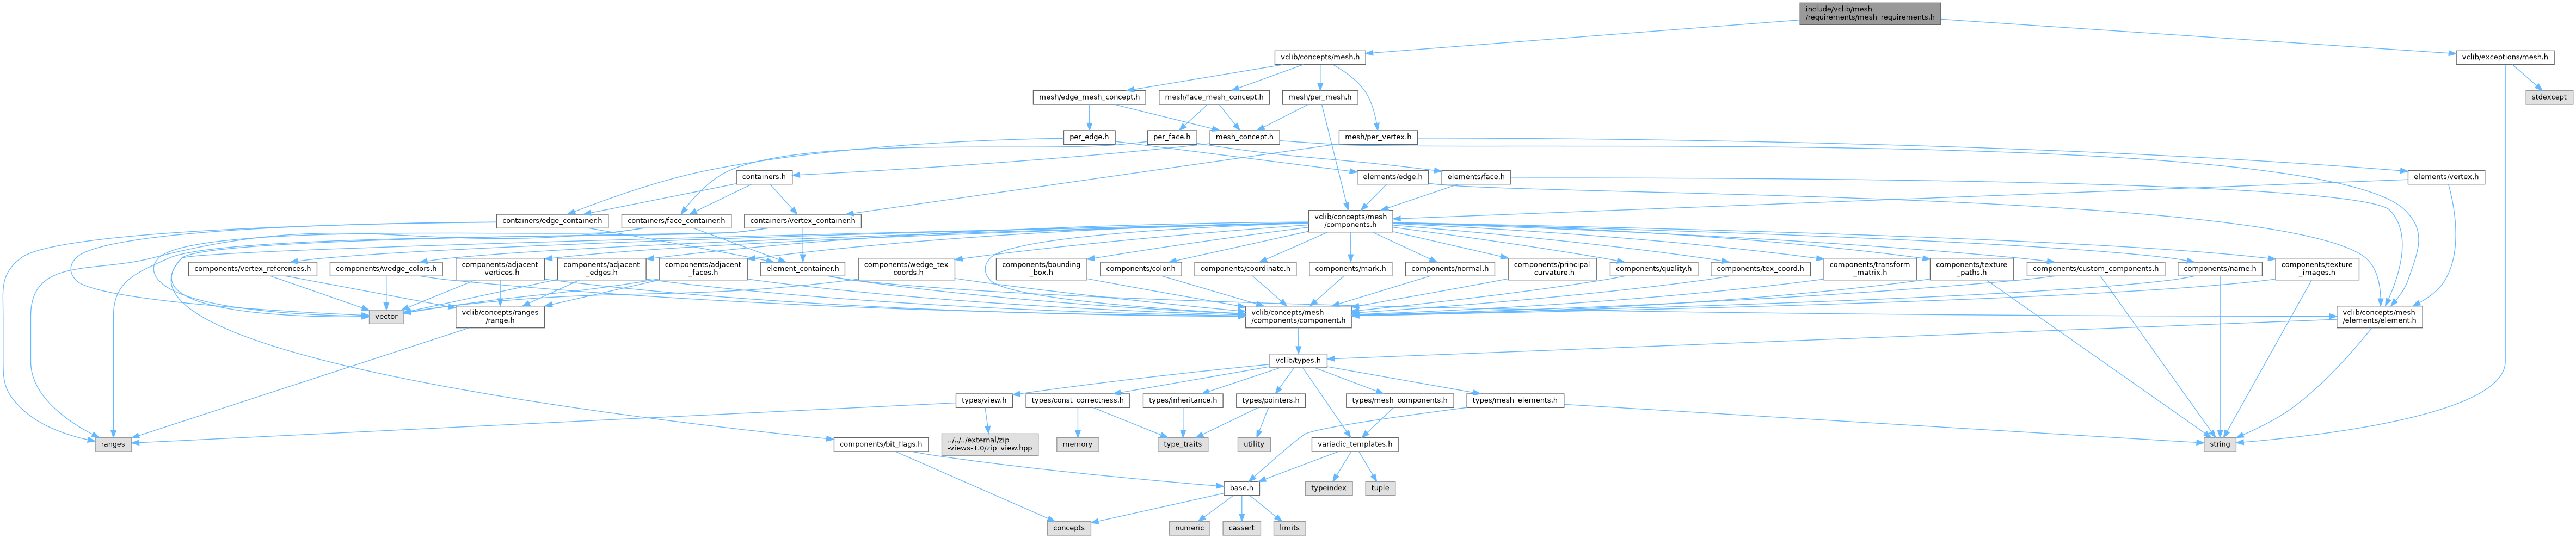 include/vclib/mesh
/requirements/mesh_requirements.h
vclib/concepts/mesh.h
vclib/exceptions/mesh.h
mesh/edge_mesh_concept.h
mesh/face_mesh_concept.h
mesh/per_mesh.h
stdexcept
per_edge.h
per_face.h
mesh_concept.h
mesh/per_vertex.h
containers.h
elements/edge.h
elements/face.h
elements/vertex.h
containers/edge_container.h
containers/face_container.h
containers/vertex_container.h
vclib/concepts/mesh
/components.h
components/vertex_references.h
components/wedge_colors.h
components/adjacent
_vertices.h
components/adjacent
_edges.h
components/adjacent
_faces.h
element_container.h
components/wedge_tex
_coords.h
components/bounding
_box.h
components/color.h
components/coordinate.h
components/mark.h
components/normal.h
components/principal
_curvature.h
components/quality.h
components/tex_coord.h
components/transform
_matrix.h
components/texture
_paths.h
components/custom_components.h
components/name.h
components/texture
_images.h
vector
vclib/concepts/ranges
/range.h
vclib/concepts/mesh
/components/component.h
vclib/concepts/mesh
/elements/element.h
vclib/types.h
types/view.h
types/const_correctness.h
types/inheritance.h
types/pointers.h
types/mesh_components.h
types/mesh_elements.h
ranges
components/bit_flags.h
../../../external/zip
-views-1.0/zip_view.hpp
memory
type_traits
utility
variadic_templates.h
string
base.h
typeindex
tuple
concepts
numeric
cassert
limits